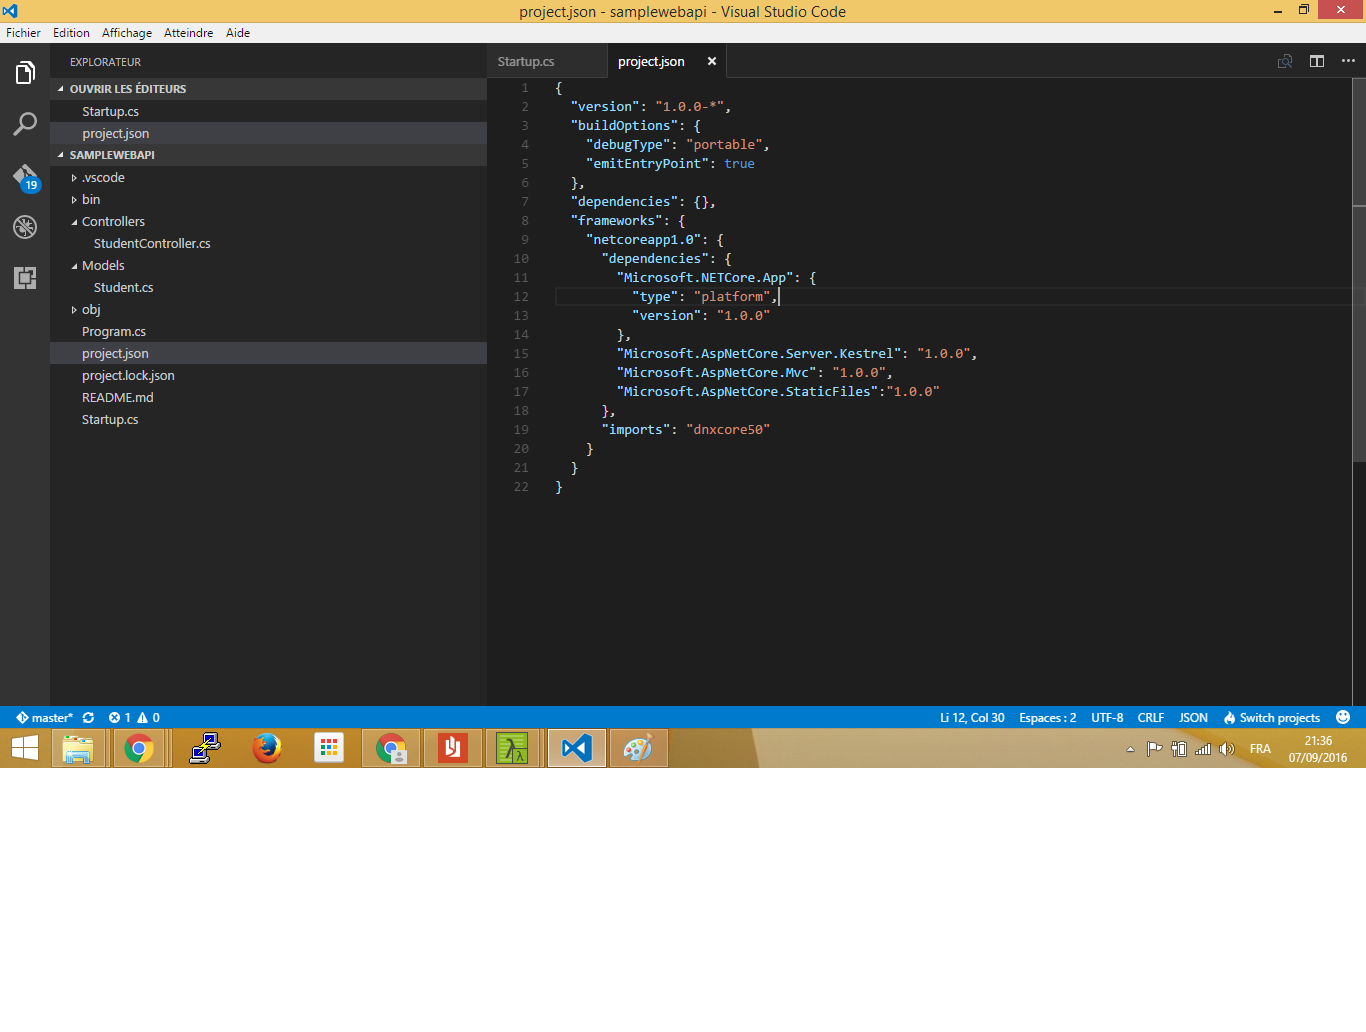 project.json - samplewebapi - Visual Studio Code
Fichier Edition Affichage Atteindre Aide
EXPLORATEUR
OUVRIR LES ÉDITEURS
Startup.cs
project.json
SAMPLEWEBAPI
.vscode
bin
Controllers
StudentController.cs
Models
Student.cs
obj
Program.cs
project.json
project.lock.json
README.md
Startup.cs
19
Startup.cs project.json
1 {
2 "version": "1.0.0-*",
3 "buildOptions": {
4 "debugType": "portable",
5 "emitEntryPoint": true
6 },
7 "dependencies": {},
8 "frameworks": {
9 "netcoreapp1.0": {
10 "dependencies": {
11 "Microsoft.NETCore.App": {
12 "type": "platform",
13 "version": "1.0.0"
14 },
15 "Microsoft.AspNetCore.Server.Kestrel": "1.0.0",
16 "Microsoft.AspNetCore.Mvc": "1.0.0",
17 "Microsoft.AspNetCore.StaticFiles":"1.0.0"
18 },
19 "imports": "dnxcore50"
20 }
21 }
22 }
master* 1 0 Li 12, Col 30 Espaces : 2 UTF-8 CRLF JSON Switch projects
FRA
21:36
07/09/2016